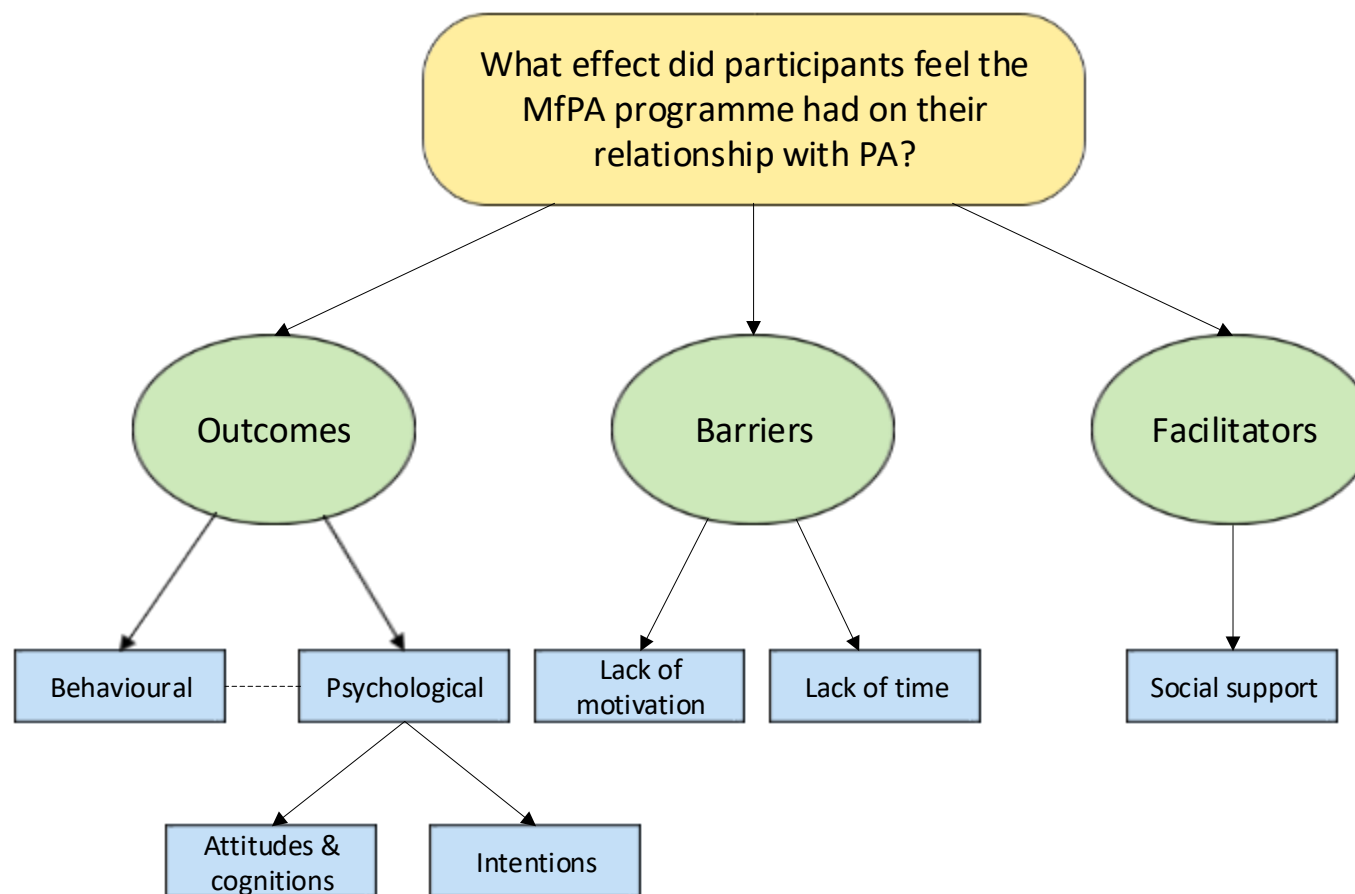 What effect did participants feel the
MfPA programme had on their
relationship with PA?
Outcomes
Barriers
Facilitators
Behavioural
Psychological
Lack of
motivation
Lack of time
Social support
Attitudes &
cognitions
Intentions